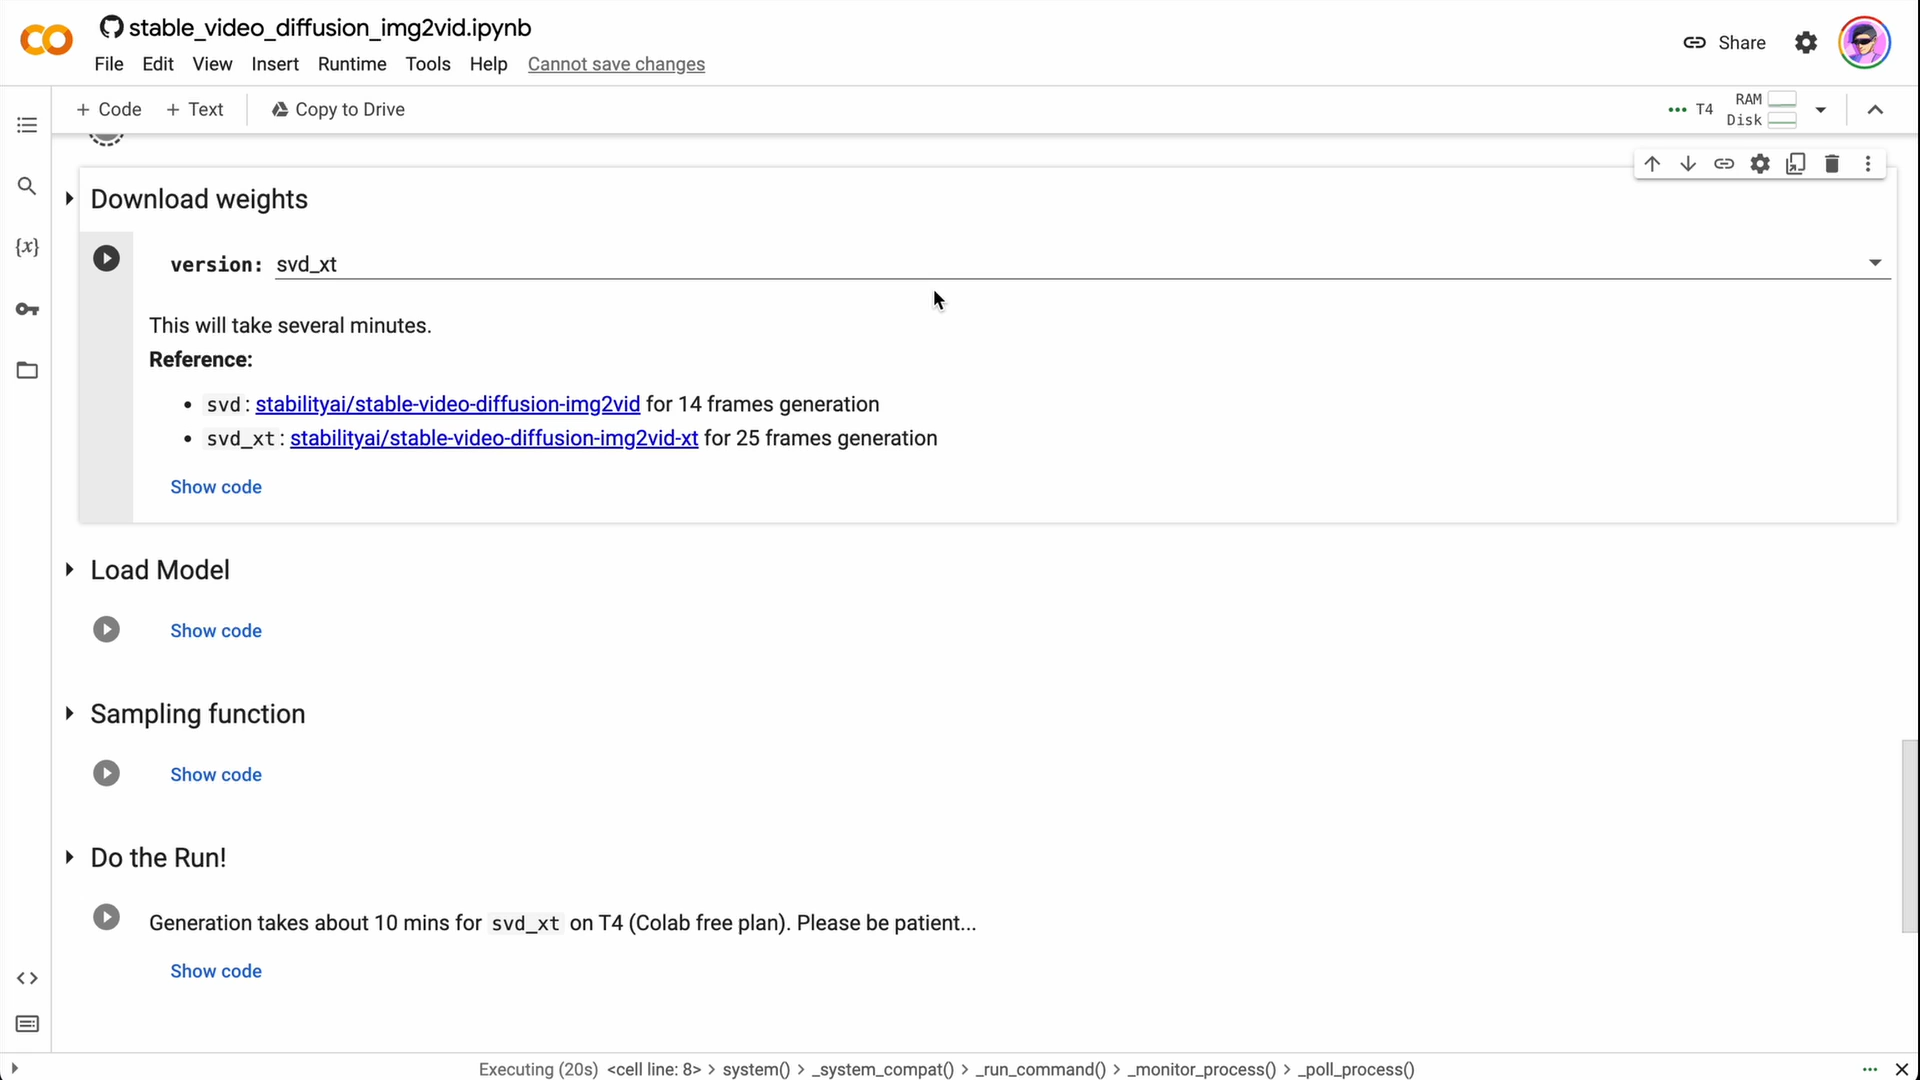 stable_video_diffusion_img2vid.ipynb
File Edit View Insert Runtime Tools Help Cannot save changes
Share
+ Code + Text Copy to Drive
T4 RAM
Disk
Download weights
{x}
version: svd_xt
This will take several minutes.
Reference:
• svd: stabilityai/stable-video-diffusion-img2vid for 14 frames generation
• svd_xt: stabilityai/stable-video-diffusion-img2vid-xt for 25 frames generation
Show code
Load Model
Show code
Sampling function
Show code
Do the Run!
Generation takes about 10 mins for svd_xt on T4 (Colab free plan). Please be patient...
Show code
Executing (20s) <cell line: 8> > system() > _system_compat() > _run_command() > _monitor_process() > _poll_process()